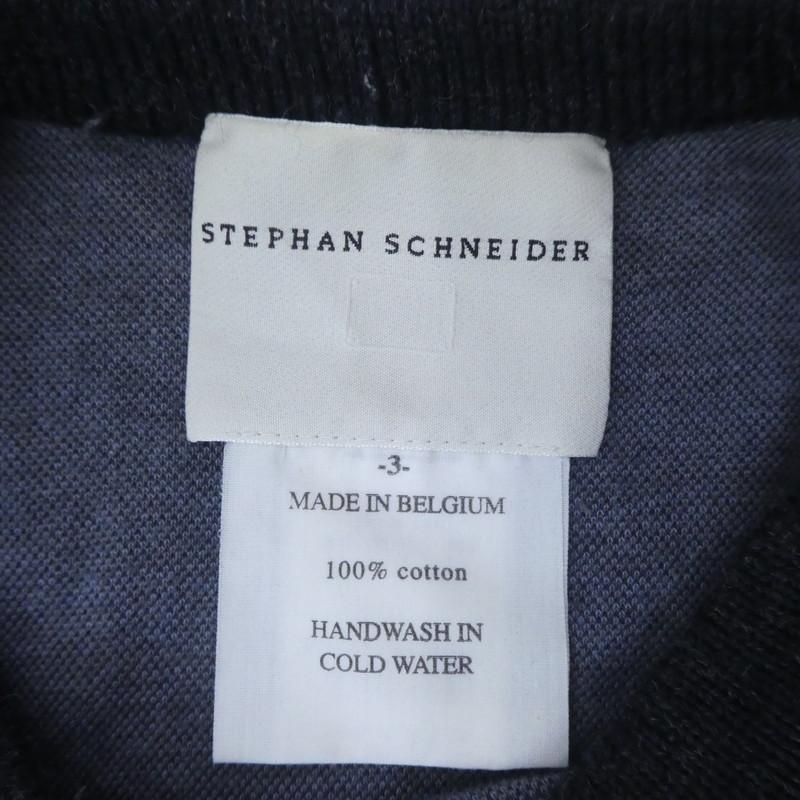 STEPHAN SCHNEIDER
-3-
MADE IN BELGIUM
100% cotton
HANDWASH IN
COLD WATER